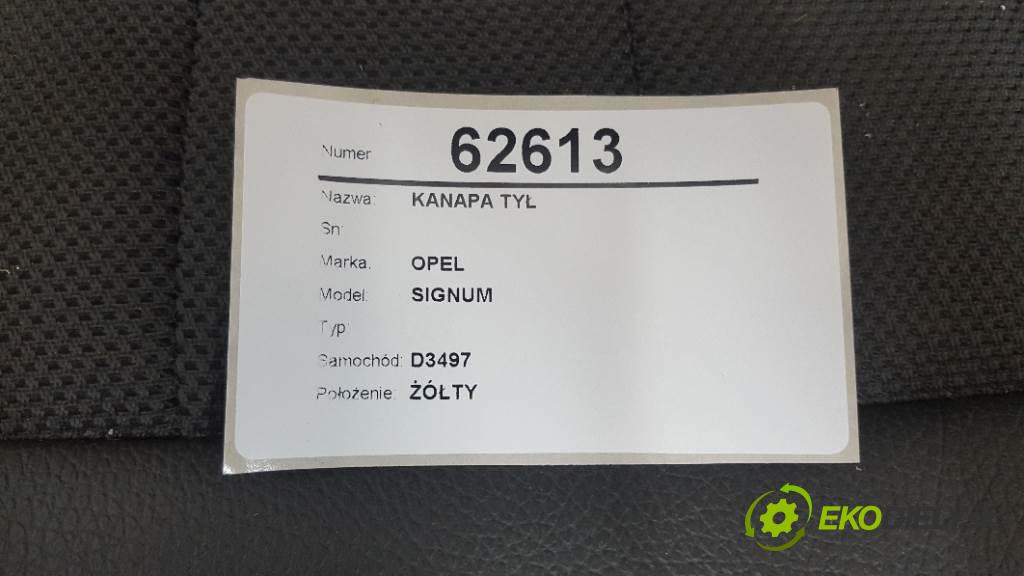 Numer 62613
Nazwa: KANAPA TYŁ
Sn:
Marka: OPEL
Model: SIGNUM
Typ:
Samochód: D3497
Położenie: ŻÓŁTY
EKO